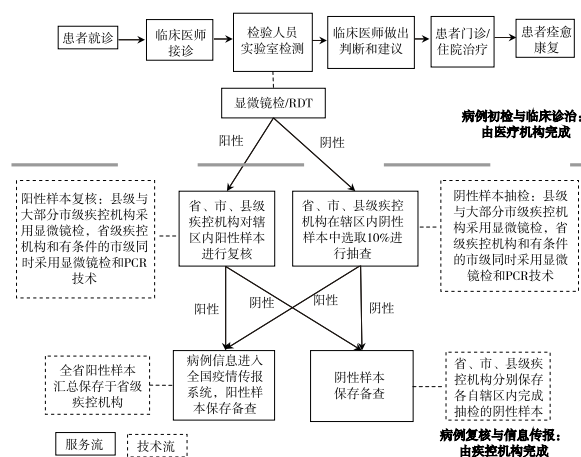 患者就诊
临床医师
接诊
检验人员
实验室检测
临床医师做出
判断和建议
患者门诊/
住院治疗
患者痊愈
康复
显微镜检/RDT
病例初检与临床诊治：
由医疗机构完成
阳性
阴性
阳性样本复核：县级与
大部分市级疾控机构采
用显微镜检，省级疾控
机构和有条件的市级同
时采用显微镜检和PCR
技术
省、市、县级
疾控机构对辖
区内阳性样本
进行复核
省、市、县级疾控
机构在辖区内阴性
样本中选取10%进
行抽查
阴性样本抽检：县级
与大部分市级疾控机
构采用显微镜检，省级
疾控机构和有条件
的市级同时采用显微
镜检和PCR技术
阳性
阴性
阳性
阴性
全省阳性样本
汇总保存于省级
疾控机构
病例信息进入
全国疫情传报
系统，阳性样
本保存备查
阴性样本
保存备查
省、市、县级疾
控机构分别保存
各自辖区内完成
抽检的阴性样本
病例复核与信息传报：
由疾控机构完成
服务流
技术流